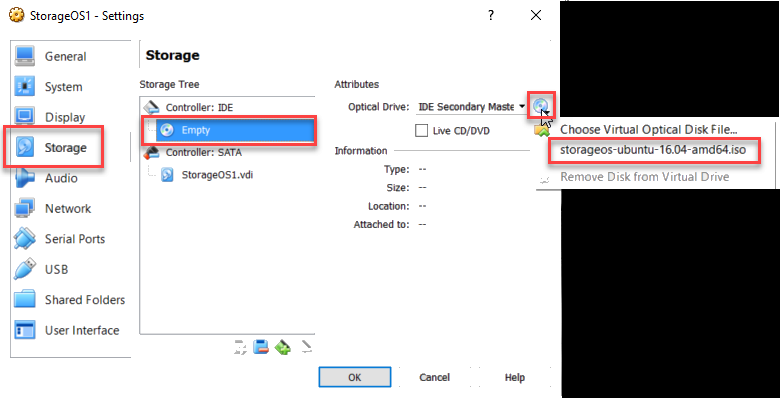 StorageOS1 - Settings
?
General
System
Display
Storage
Audio
Network
Serial Ports
USB
Shared Folders
User Interface
Storage
Storage Tree
Controller: IDE
Empty
Controller: SATA
StorageOS1.vdi
Attributes
Optical Drive: IDE Secondary Maste
Live CD/DVD
Information
Type: --
Size: --
Location: --
Attached to: --
Choose Virtual Optical Disk File...
storageos-ubuntu-16.04-amd64.iso
Remove Disk from Virtual Drive
OK
Cancel
Help